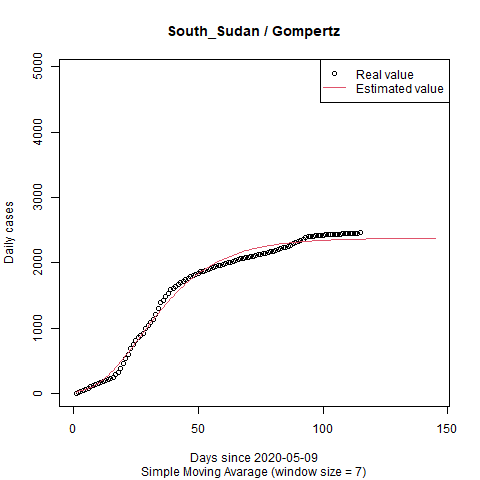 South_Sudan / Gompertz
Real value
Estimated value
Daily cases
5000
4000
3000
2000
1000
0
0
50
100
150
Days since 2020-05-09
Simple Moving Avarage (window size = 7)